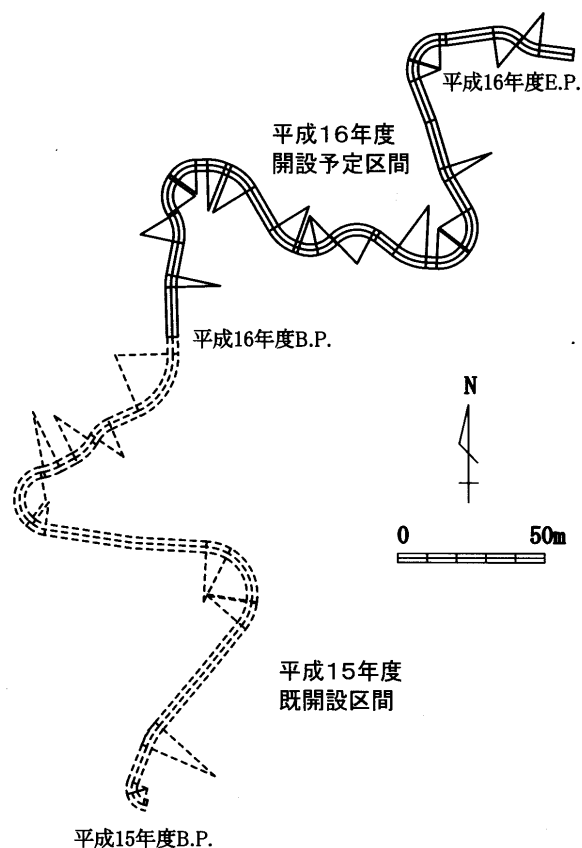 平成16年度E.P.
平成16年度
開設予定区間
平成16年度B.P.
N
0 50m
平成15年度
既開設区間
平成15年度B.P.